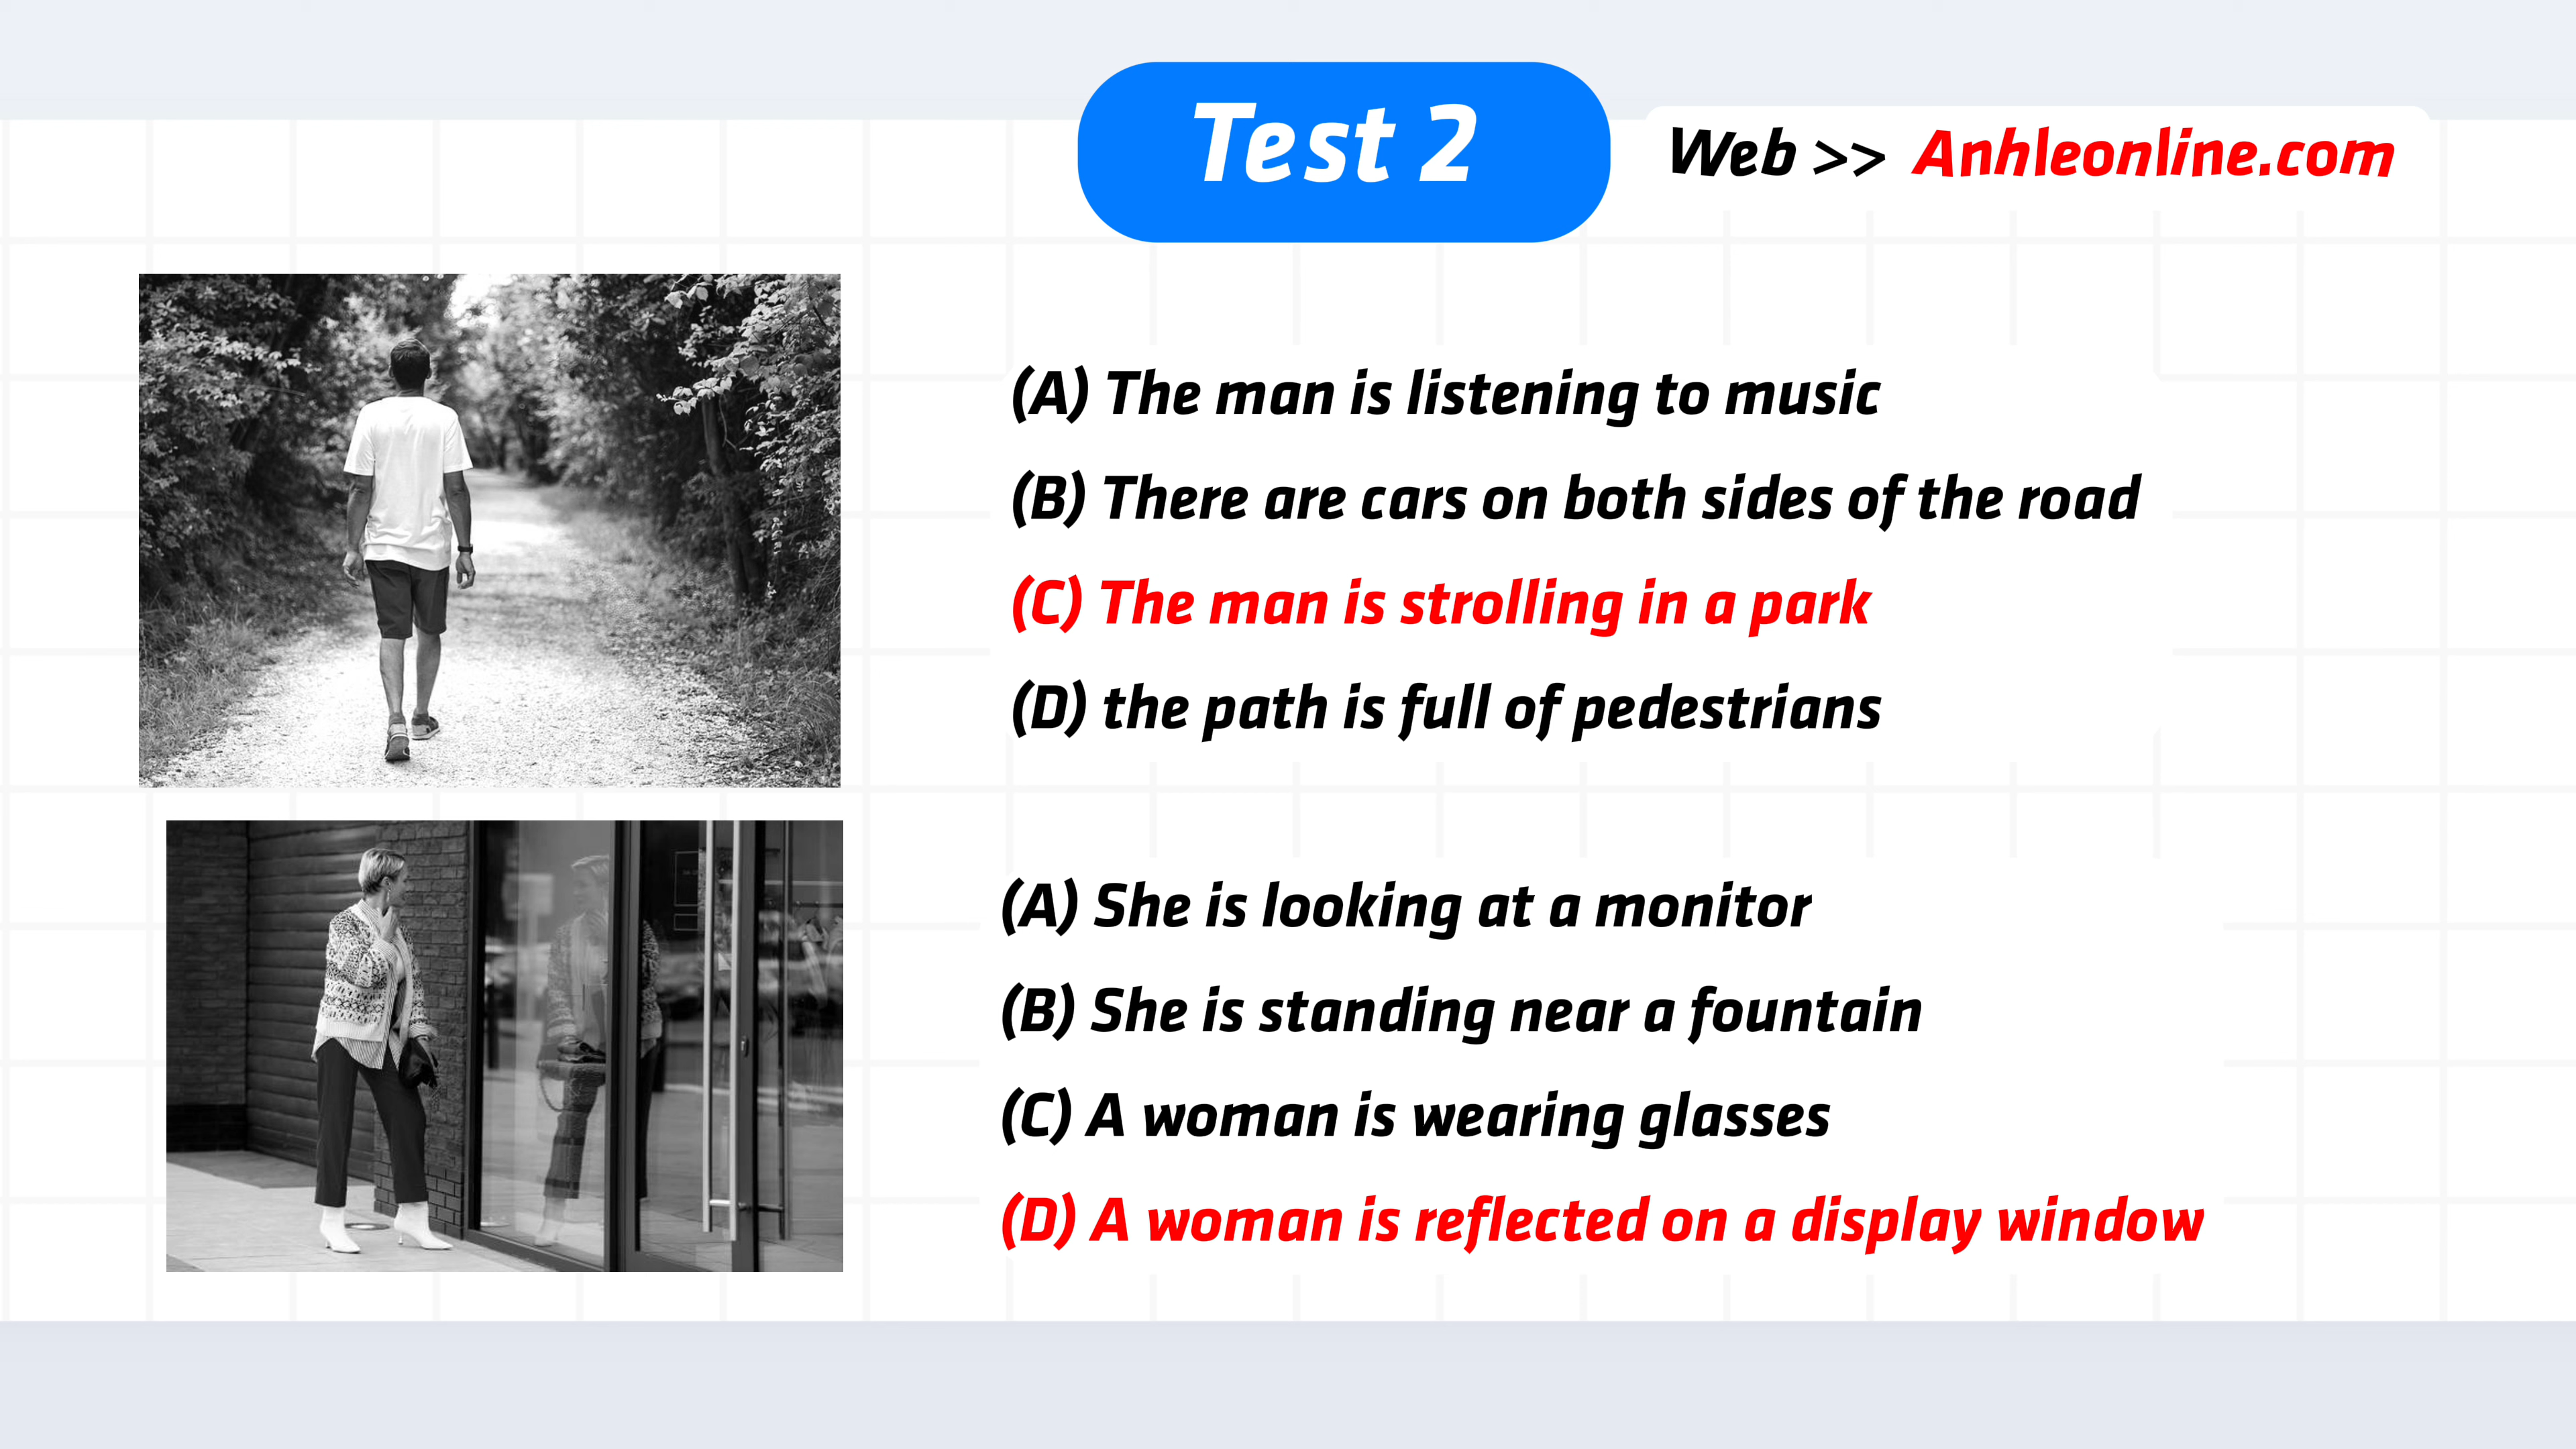 Test 2
Web >> Anhleonline.com
(A) The man is listening to music
(B) There are cars on both sides of the road
(C) The man is strolling in a park
(D) the path is full of pedestrians
(A) She is looking at a monitor
(B) She is standing near a fountain
(C) A woman is wearing glasses
(D) A woman is reflected on a display window